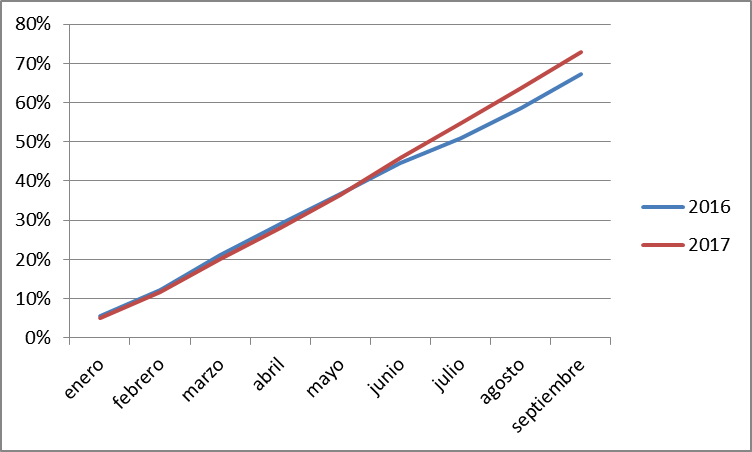 80%
70%
60%
50%
40%
30%
20%
10%
0%
enero
febrero
marzo
abril
mayo
junio
julio
agosto
septiembre
2016
2017